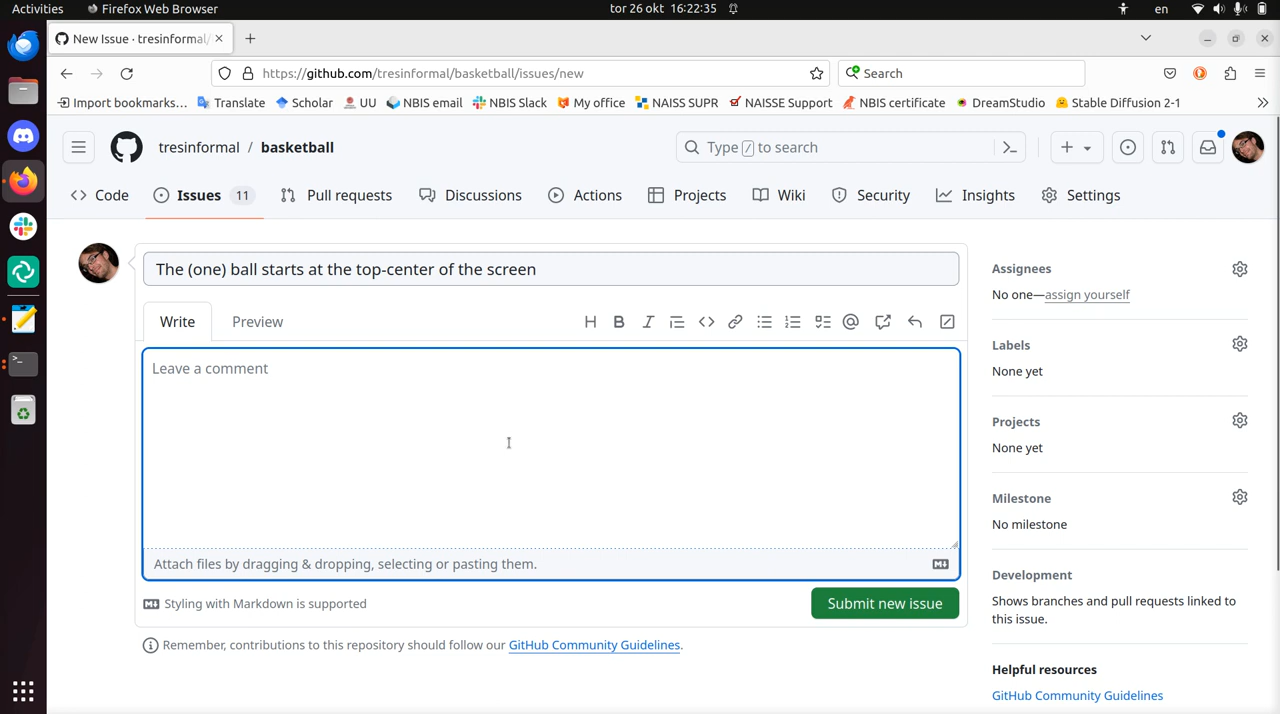 Activities Firefox Web Browser tor 26 okt 16:22:35 en
New Issue · tresinformal/
https://github.com/tresinformal/basketball/issues/new Search
Import bookmarks... Translate Scholar UU NBIS email NBIS Slack My office NAISS SUPR NAISSE Support NBIS certificate DreamStudio Stable Diffusion 2-1
tresinformal / basketball Type / to search
Code Issues 11 Pull requests Discussions Actions Projects Wiki Security Insights Settings
The (one) ball starts at the top-center of the screen
Write Preview
Leave a comment
Attach files by dragging & dropping, selecting or pasting them.
Styling with Markdown is supported
Submit new issue
Remember, contributions to this repository should follow our GitHub Community Guidelines.
Assignees
No one—assign yourself
Labels
None yet
Projects
None yet
Milestone
No milestone
Development
Shows branches and pull requests linked to
this issue.
Helpful resources
GitHub Community Guidelines